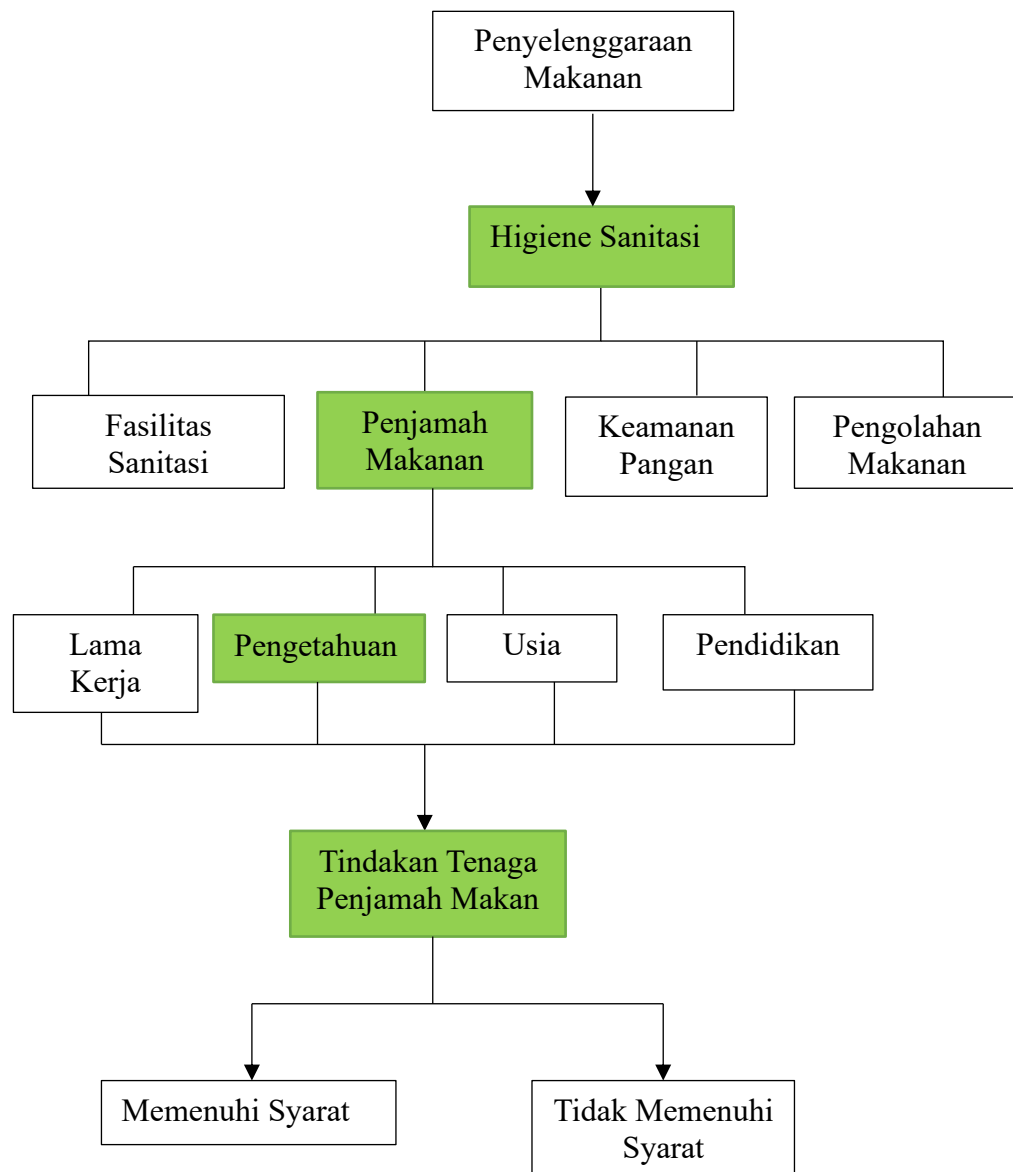 Penyelenggaraan
Makanan
Higiene Sanitasi
Fasilitas
Sanitasi
Penjamah
Makanan
Keamanan
Pangan
Pengolahan
Makanan
Lama
Kerja
Pengetahuan
Usia
Pendidikan
Tindakan Tenaga
Penjamah Makan
Memenuhi Syarat
Tidak Memenuhi
Syarat